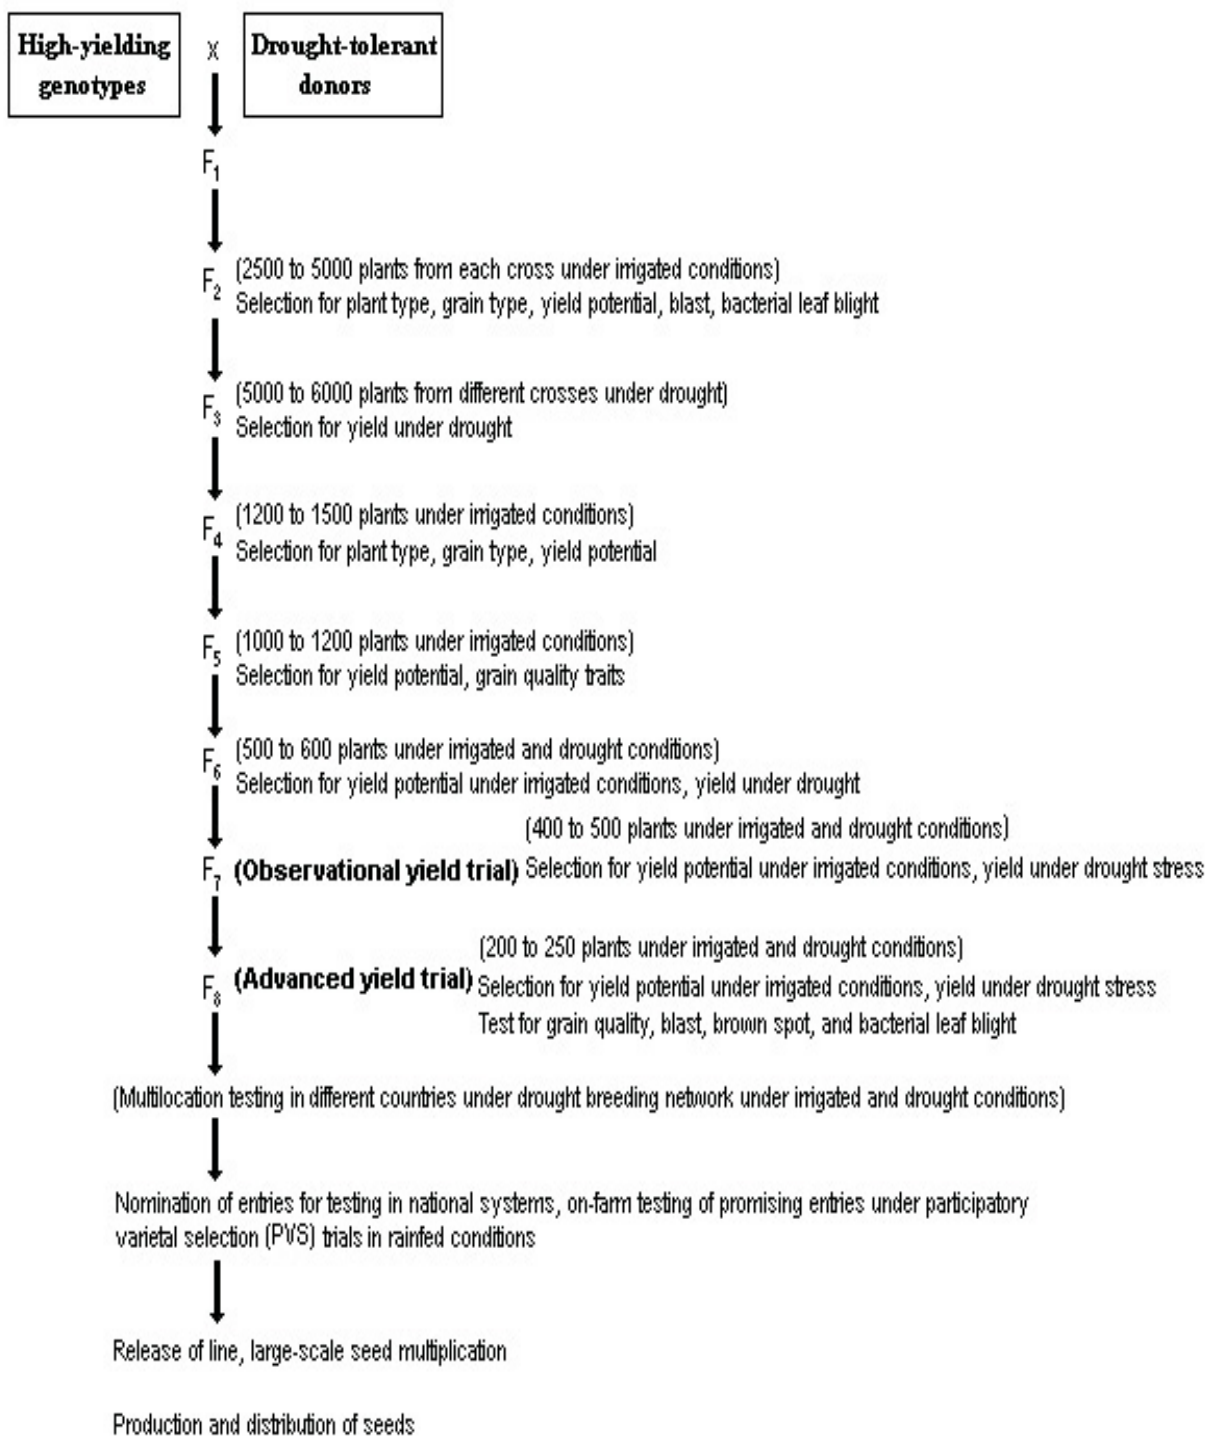 High-yielding genotypes X Drought-tolerant donors
F1
F2 (2500 to 5000 plants from each cross under irrigated conditions)
Selection for plant type, grain type, yield potential, blast, bacterial leaf blight
F3 (5000 to 6000 plants from different crosses under drought)
Selection for yield under drought
F4 (1200 to 1500 plants under irrigated conditions)
Selection for plant type, grain type, yield potential
F5 (1000 to 1200 plants under irrigated conditions)
Selection for yield potential, grain quality traits
F6 (500 to 600 plants under irrigated and drought conditions)
Selection for yield potential under irrigated conditions, yield under drought
(400 to 500 plants under irrigated and drought conditions)
F7 (Observational yield trial) Selection for yield potential under irrigated conditions, yield under drought stress
(200 to 250 plants under irrigated and drought conditions)
F8 (Advanced yield trial) Selection for yield potential under irrigated conditions, yield under drought stress
Test for grain quality, blast, brown spot, and bacterial leaf blight
(Multilocation testing in different countries under drought breeding network under irrigated and drought conditions)
Nomination of entries for testing in national systems, on-farm testing of promising entries under participatory
varietal selection (PVS) trials in rainfed conditions
Release of line, large-scale seed multiplication
Production and distribution of seeds